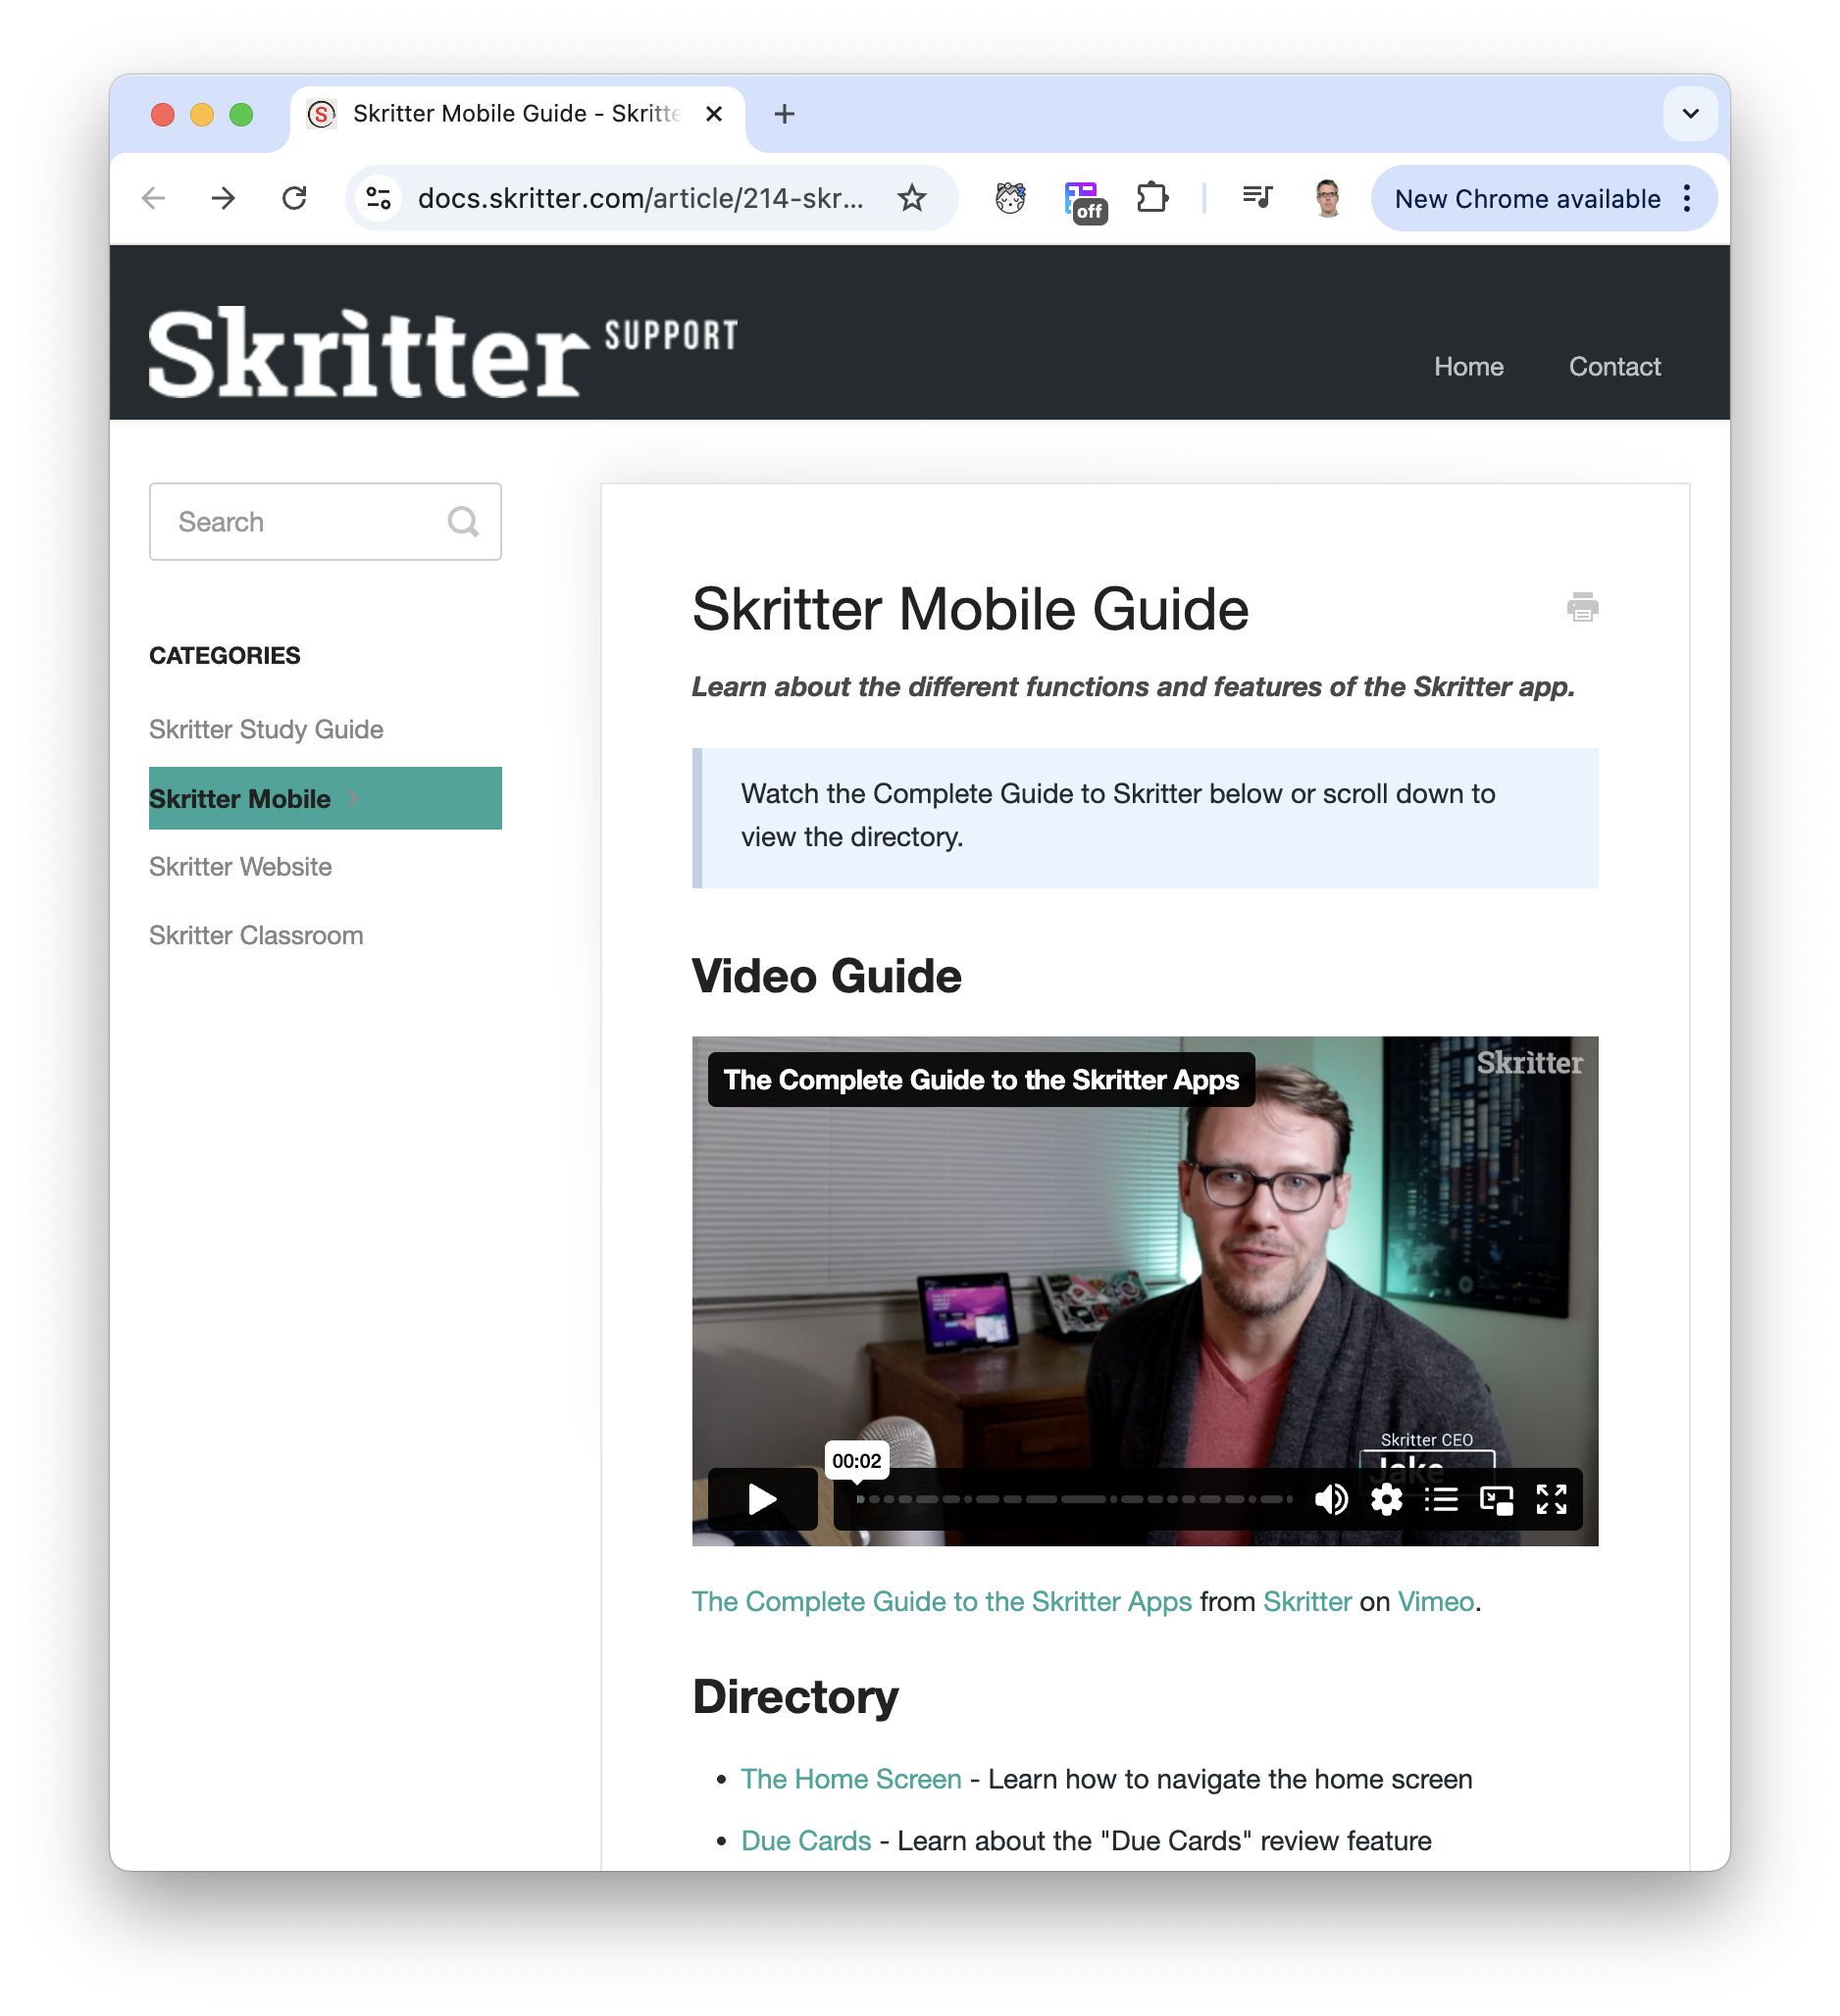 Skritter Mobile Guide - Skritte
docs.skritter.com/article/214-skr...
off
New Chrome available
Skritter SUPPORT
Home
Contact
Search
CATEGORIES
Skritter Study Guide
Skritter Mobile
Skritter Website
Skritter Classroom
Skritter Mobile Guide
Learn about the different functions and features of the Skritter app.
Watch the Complete Guide to Skritter below or scroll down to
view the directory.
Video Guide
The Complete Guide to the Skritter Apps
Skritter
Skritter CEO
Jake
00:02
The Complete Guide to the Skritter Apps from Skritter on Vimeo.
Directory
• The Home Screen - Learn how to navigate the home screen
• Due Cards - Learn about the "Due Cards" review feature